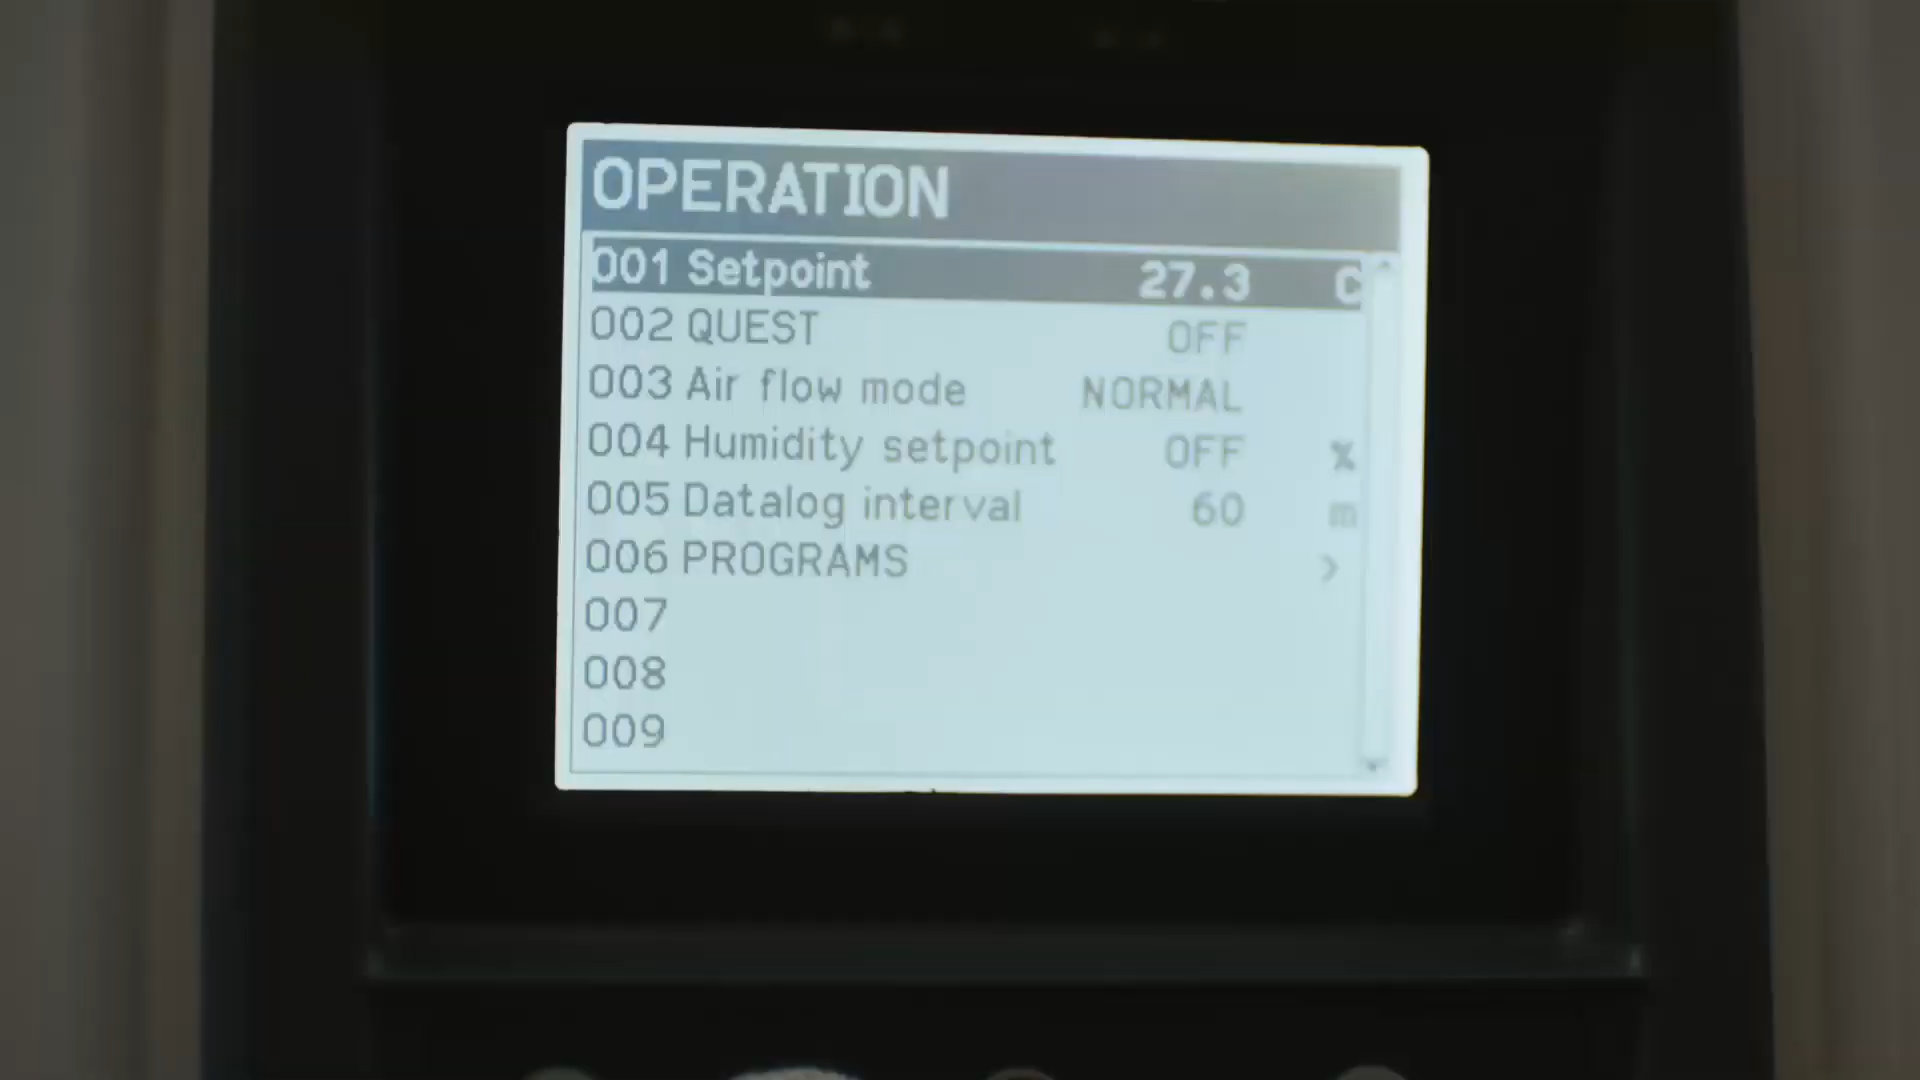 OPERATION
001 Setpoint 27.3 C
002 QUEST OFF
003 Air flow mode NORMAL
004 Humidity setpoint OFF %
005 Datalog interval 60 m
006 PROGRAMS >
007
008
009